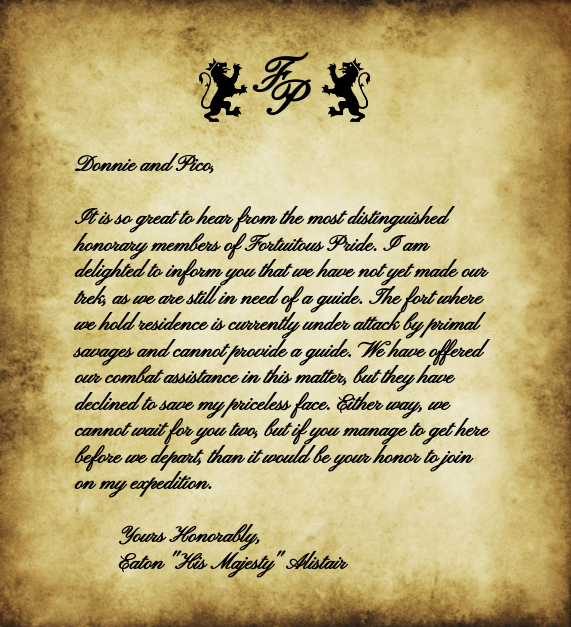 FP
Donnie and Pico,
It is so great to hear from the most distinguished
honorary members of Fortuitous Pride. I am
delighted to inform you that we have not yet made our
trek, as we are still in need of a guide. The fort where
we hold residence is currently under attack by primal
savages and cannot provide a guide. We have offered
our combat assistance in this matter, but they have
declined to save my priceless face. Either way, we
cannot wait for you two, but if you manage to get here
before we depart, than it would be your honor to join
on my expedition.
Yours Honorably,
Eaton "His Majesty" Alistair